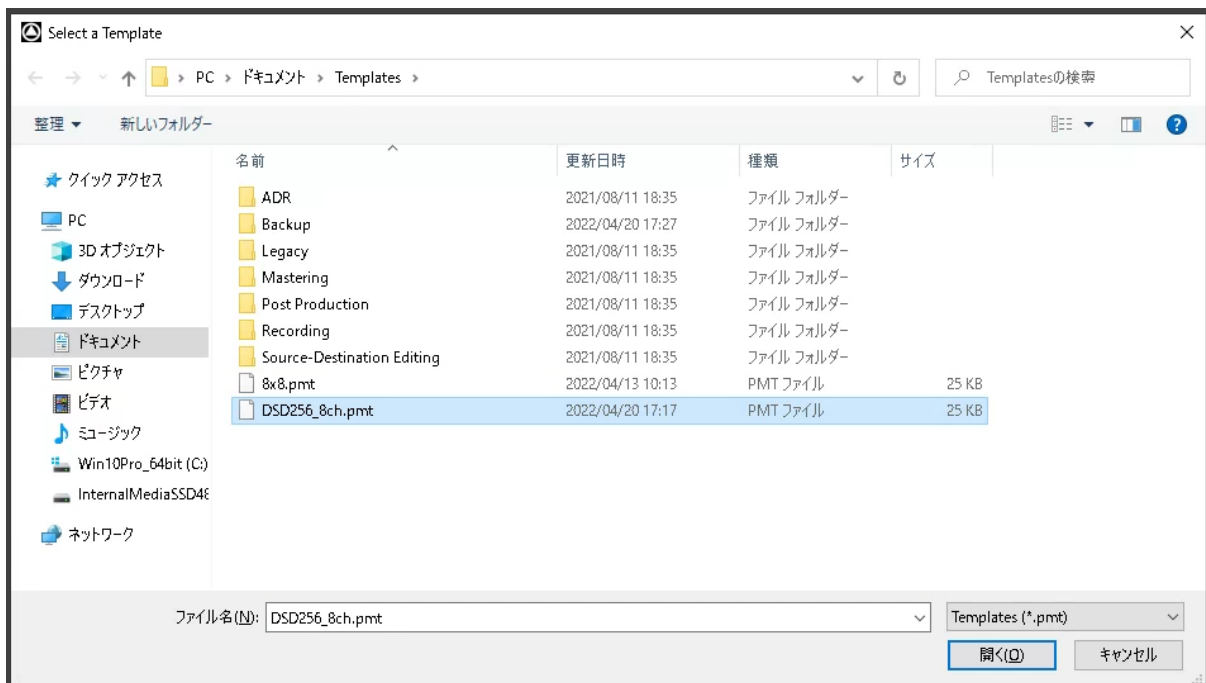 Select a Template
PC › ドキュメント › Templates ›
Templatesの検索
整理
新しいフォルダー
名前 更新日時 種類 サイズ
クイック アクセス
PC
3D オブジェクト
ダウンロード
デスクトップ
ドキュメント
ピクチャ
ビデオ
ミュージック
Win10Pro_64bit (C:)
InternalMediaSSD48
ネットワーク
ADR 2021/08/11 18:35 ファイル フォルダー
Backup 2022/04/20 17:27 ファイル フォルダー
Legacy 2021/08/11 18:35 ファイル フォルダー
Mastering 2021/08/11 18:35 ファイル フォルダー
Post Production 2021/08/11 18:35 ファイル フォルダー
Recording 2021/08/11 18:35 ファイル フォルダー
Source-Destination Editing 2021/08/11 18:35 ファイル フォルダー
8x8.pmt 2022/04/13 10:13 PMT ファイル 25 KB
DSD256_8ch.pmt 2022/04/20 17:17 PMT ファイル 25 KB
ファイル名(N): DSD256_8ch.pmt
Templates (*.pmt)
開く(O) キャンセル